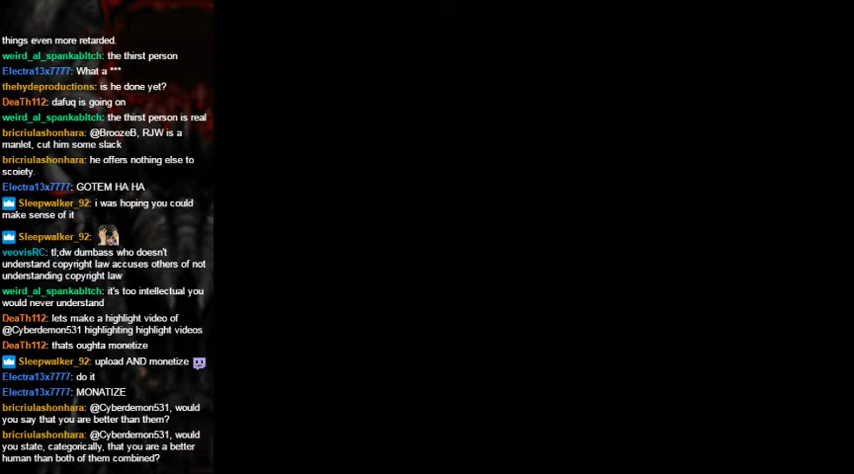 things even more retarded.
weird_al_spankabItch: the thirst person
Electra13x7777: What a ***
thehydeproductions: is he done yet?
DeaTh112: dafuq is going on
weird_al_spankabItch: the thirst person is real
bricriulashonhara: @BroozeB, RJW is a
manlet, cut him some slack
bricriulashonhara: he offers nothing else to
scoiety.
Electra13x7777: GOTEM HA HA
Sleepwalker_92: i was hoping you could
make sense of it
Sleepwalker_92:
veovisRC: tl;dw dumbass who doesn't
understand copyright law accuses others of not
understanding copyright law
weird_al_spankabItch: it's too intellectual you
would never understand
DeaTh112: lets make a highlight video of
@Cyberdemon531 highlighting highlight videos
DeaTh112: thats oughta monetize
Sleepwalker_92: upload AND monetize
Electra13x7777: do it
Electra13x7777: MONATIZE
bricriulashonhara: @Cyberdemon531, would
you say that you are better than them?
bricriulashonhara: @Cyberdemon531, would
you state, categorically, that you are a better
human than both of them combined?